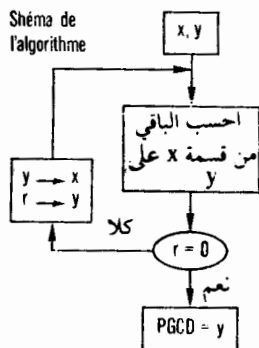 Shéma de
l'algorithme
x, y
احسب الباقي
من قسمة x على
y
y → x
r → y
كلا
r = 0
نعم
PGCD = y